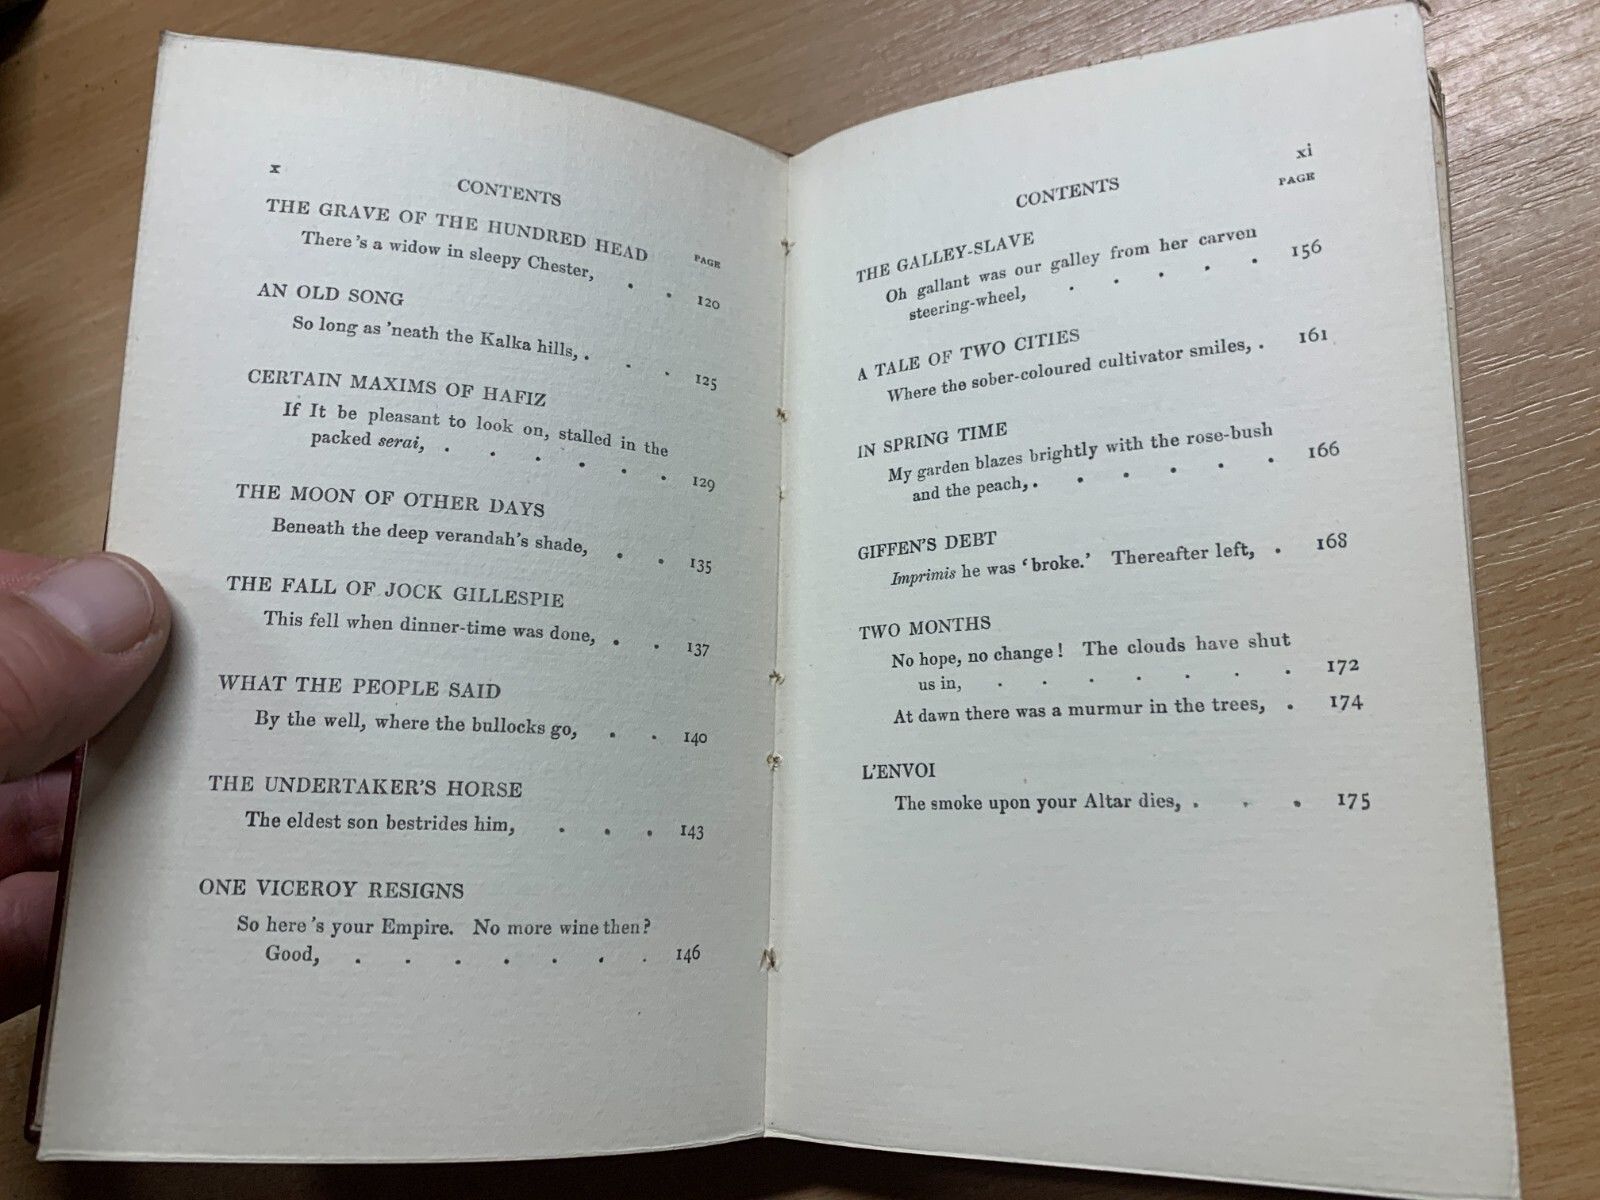 x
CONTENTS
THE GRAVE OF THE HUNDRED HEAD
PAGE
There's a widow in sleepy Chester, . . 120
AN OLD SONG
So long as 'neath the Kalka hills, . . . 125
CERTAIN MAXIMS OF HAFIZ
If It be pleasant to look on, stalled in the
packed serai, . . . . . . 129
THE MOON OF OTHER DAYS
Beneath the deep verandah's shade, . . 135
THE FALL OF JOCK GILLESPIE
This fell when dinner-time was done, . . 137
WHAT THE PEOPLE SAID
By the well, where the bullocks go, . . 140
THE UNDERTAKER'S HORSE
The eldest son bestrides him, . . . 143
ONE VICEROY RESIGNS
So here's your Empire. No more wine then?
Good, . . . . . . . 146
xi
CONTENTS
PAGE
THE GALLEY-SLAVE
Oh gallant was our galley from her carven
steering-wheel, . . . . . 156
A TALE OF TWO CITIES
Where the sober-coloured cultivator smiles, . 161
IN SPRING TIME
My garden blazes brightly with the rose-bush
and the peach, . . . . . . 166
GIFFEN'S DEBT
Imprimis he was 'broke.' Thereafter left, . 168
TWO MONTHS
No hope, no change! The clouds have shut
us in, . . . . . . . 172
At dawn there was a murmur in the trees, . 174
L'ENVOI
The smoke upon your Altar dies, . . . 175